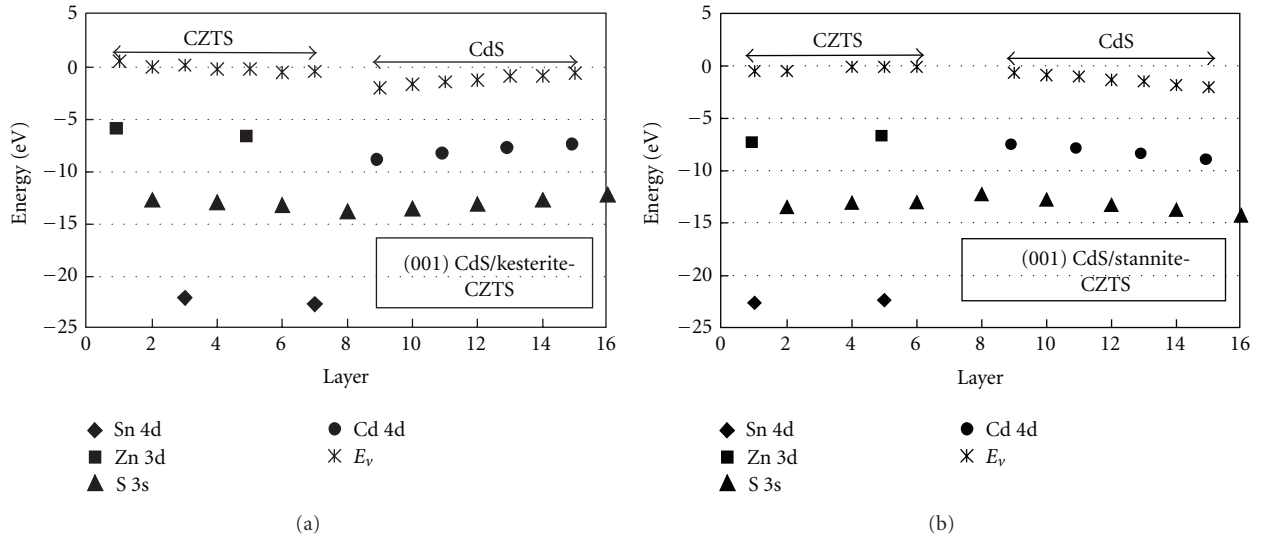 5
0
−5
−10
−15
−20
−25
Energy (eV)
CZTS
CdS
(001) CdS/kesterite-
CZTS
0 2 4 6 8 10 12 14 16
Layer
Sn 4d
Zn 3d
S 3s
Cd 4d
Ev
(a)
5
0
−5
−10
−15
−20
−25
Energy (eV)
CZTS
CdS
(001) CdS/stannite-
CZTS
0 2 4 6 8 10 12 14 16
Layer
Sn 4d
Zn 3d
S 3s
Cd 4d
Ev
(b)